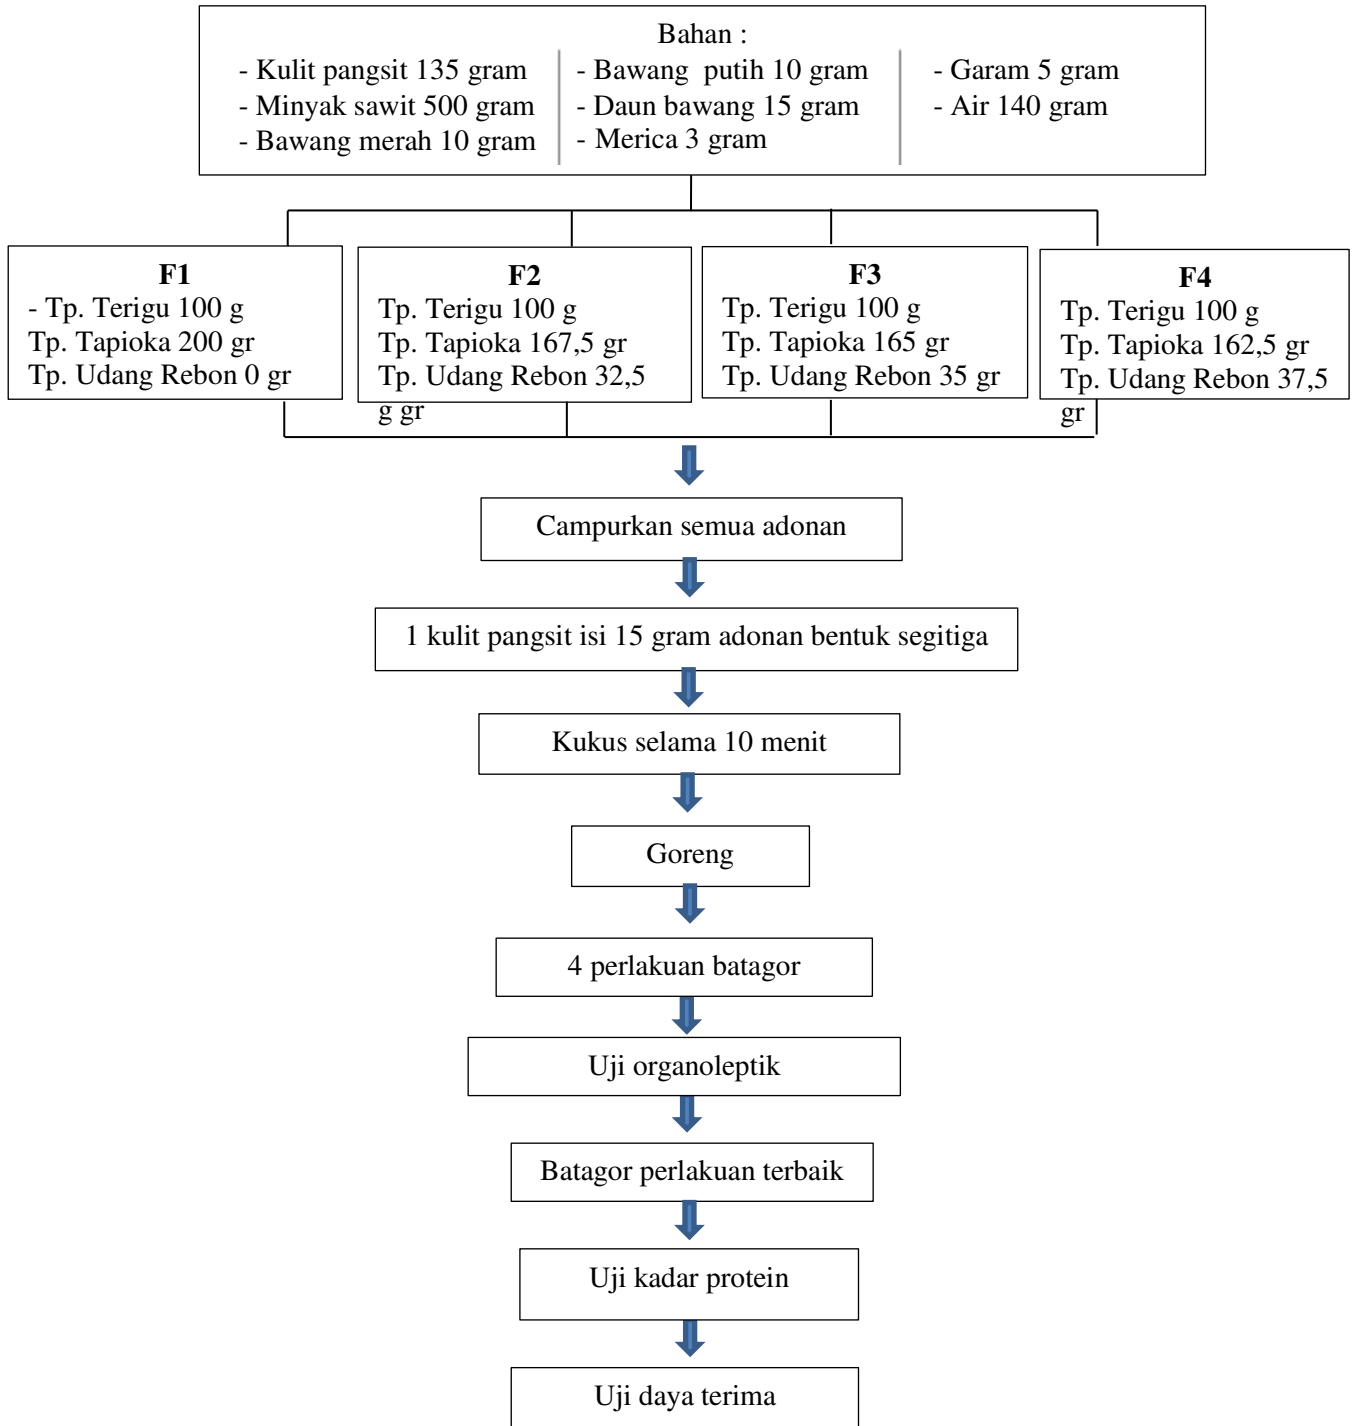 Bahan :
- Kulit pangsit 135 gram
- Minyak sawit 500 gram
- Bawang merah 10 gram
- Bawang putih 10 gram
- Daun bawang 15 gram
- Merica 3 gram
- Garam 5 gram
- Air 140 gram
F1
- Tp. Terigu 100 g
Tp. Tapioka 200 gr
Tp. Udang Rebon 0 gr
F2
Tp. Terigu 100 g
Tp. Tapioka 167,5 gr
Tp. Udang Rebon 32,5
g gr
F3
Tp. Terigu 100 g
Tp. Tapioka 165 gr
Tp. Udang Rebon 35 gr
F4
Tp. Terigu 100 g
Tp. Tapioka 162,5 gr
Tp. Udang Rebon 37,5
gr
Campurkan semua adonan
1 kulit pangsit isi 15 gram adonan bentuk segitiga
Kukus selama 10 menit
Goreng
4 perlakuan batagor
Uji organoleptik
Batagor perlakuan terbaik
Uji kadar protein
Uji daya terima